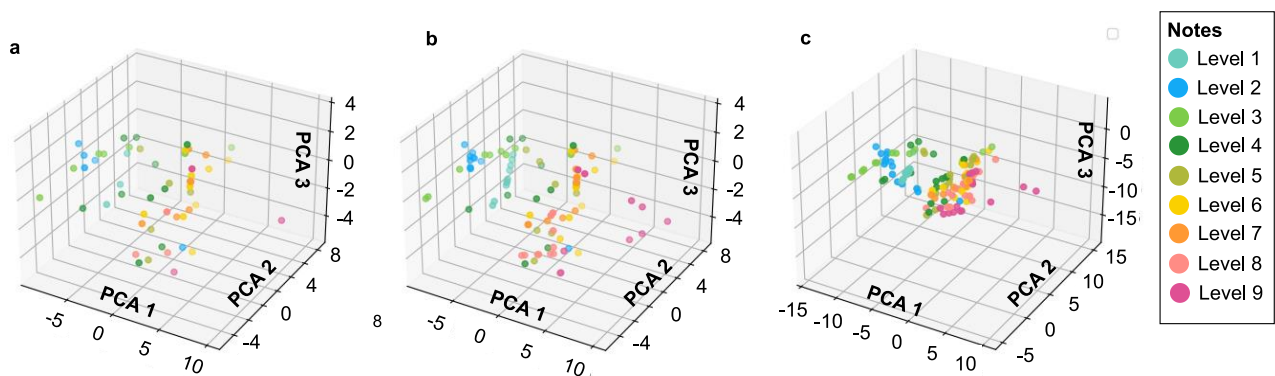 a
4
2
0
-2
-4
PCA 3
8
4
0
-4
PCA 2
-5
0
5
10
PCA 1
8
b
4
2
0
-2
-4
PCA 3
8
4
0
-4
PCA 2
-5
0
5
10
PCA 1
c
0
-5
-10
-15
PCA 3
15
10
5
0
-5
PCA 2
-15
-10
-5
0
5
10
PCA 1
Notes
Level 1
Level 2
Level 3
Level 4
Level 5
Level 6
Level 7
Level 8
Level 9